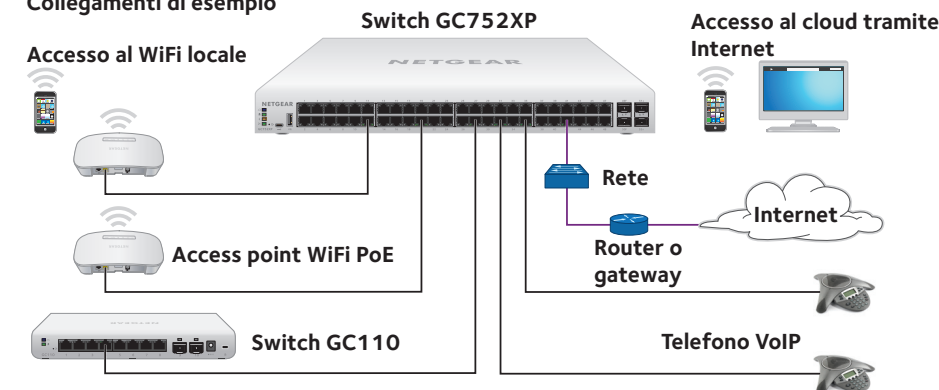 Collegamenti di esempio
Switch GC752XP
Accesso al cloud tramite
Internet
Accesso al WiFi locale
NETGEAR
NETGEAR
Rete
Internet
Router o
gateway
Access point WiFi PoE
Switch GC110
Telefono VoIP